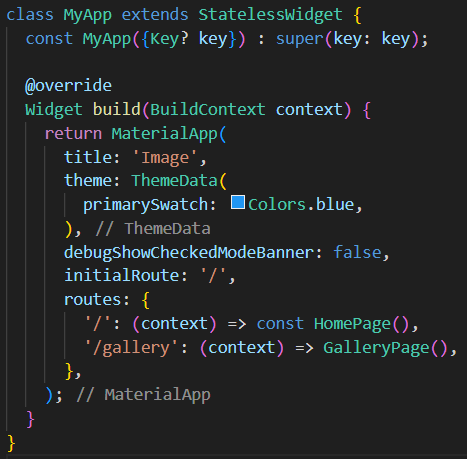 class MyApp extends StatelessWidget {
  const MyApp({Key? key}) : super(key: key);

  @override
  Widget build(BuildContext context) {
    return MaterialApp(
      title: 'Image',
      theme: ThemeData(
        primarySwatch: Colors.blue,
      ), // ThemeData
      debugShowCheckedModeBanner: false,
      initialRoute: '/',
      routes: {
        '/': (context) => const HomePage(),
        '/gallery': (context) => GalleryPage(),
      },
    ); // MaterialApp
  }
}